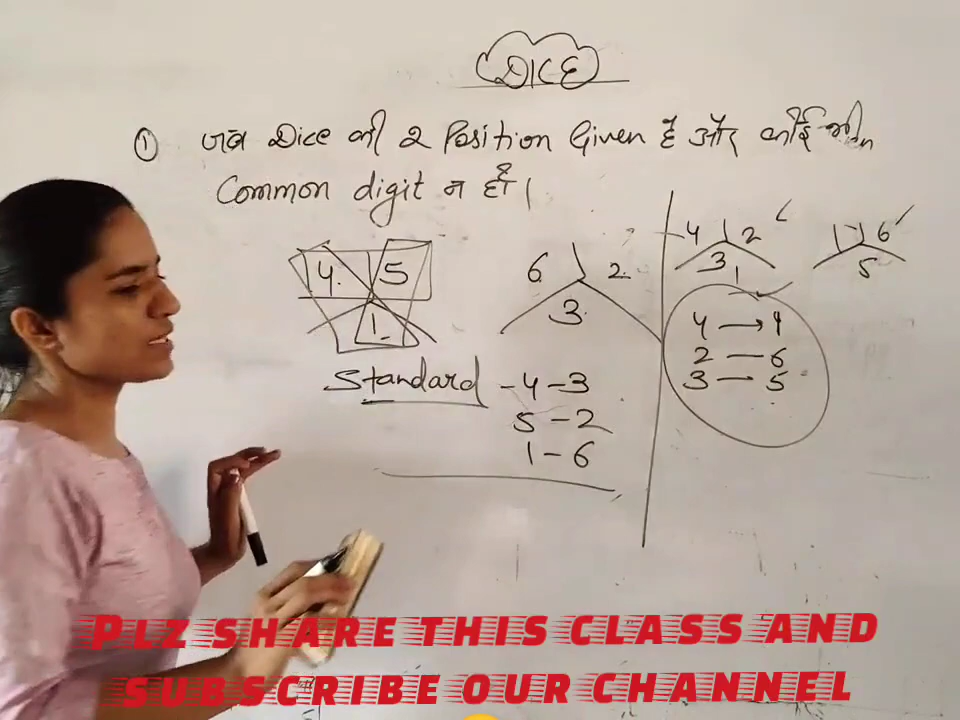 DICE
① जब Dice की 2 Position Given है और कोई भी
Common digit न हो।
4 5
1
6 2
3
Standard - 4 - 3
5 - 2
1 - 6
4 2
3
1 6
5
4 → 1
2 — 6
3 — 5
PLZ SHARE THIS CLASS AND
SUBSCRIBE OUR CHANNEL